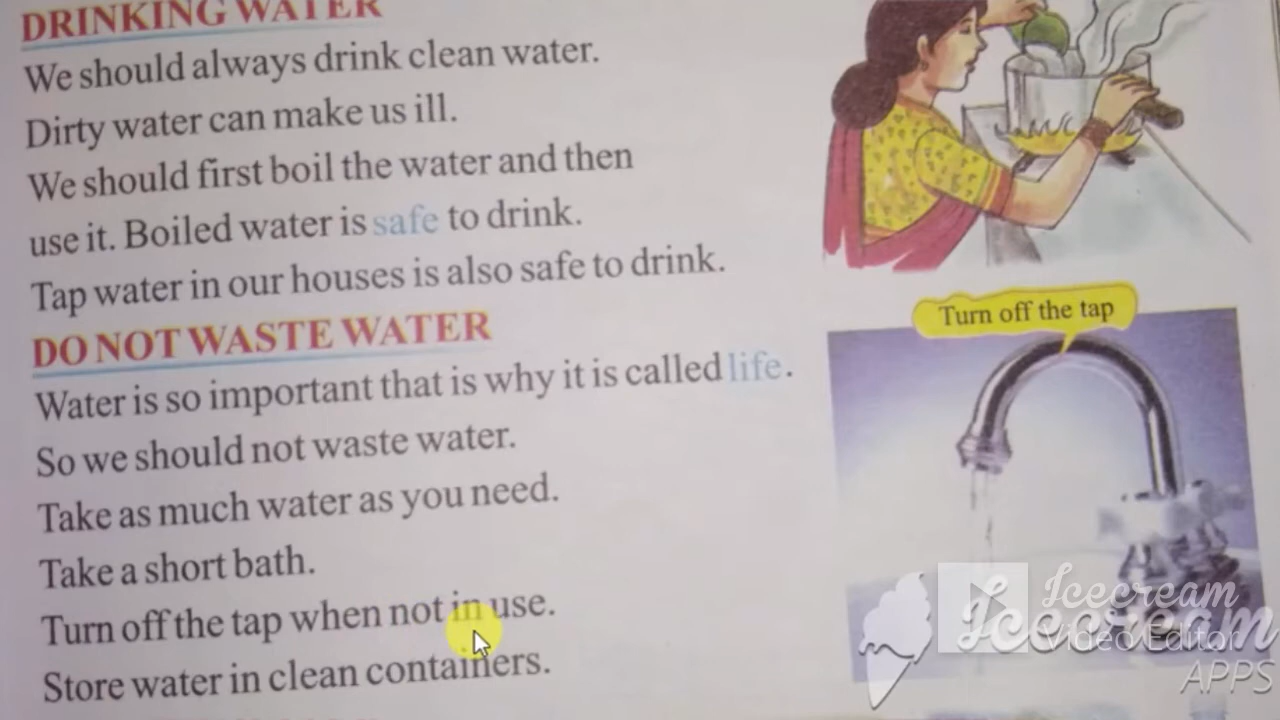 DRINKING WATER
We should always drink clean water.
Dirty water can make us ill.
We should first boil the water and then
use it. Boiled water is safe to drink.
Tap water in our houses is also safe to drink.
DO NOT WASTE WATER
Water is so important that is why it is called life.
So we should not waste water.
Take as much water as you need.
Take a short bath.
Turn off the tap when not in use.
Store water in clean containers.
Turn off the tap
Icecream
Video Editor
Icecream
APPS